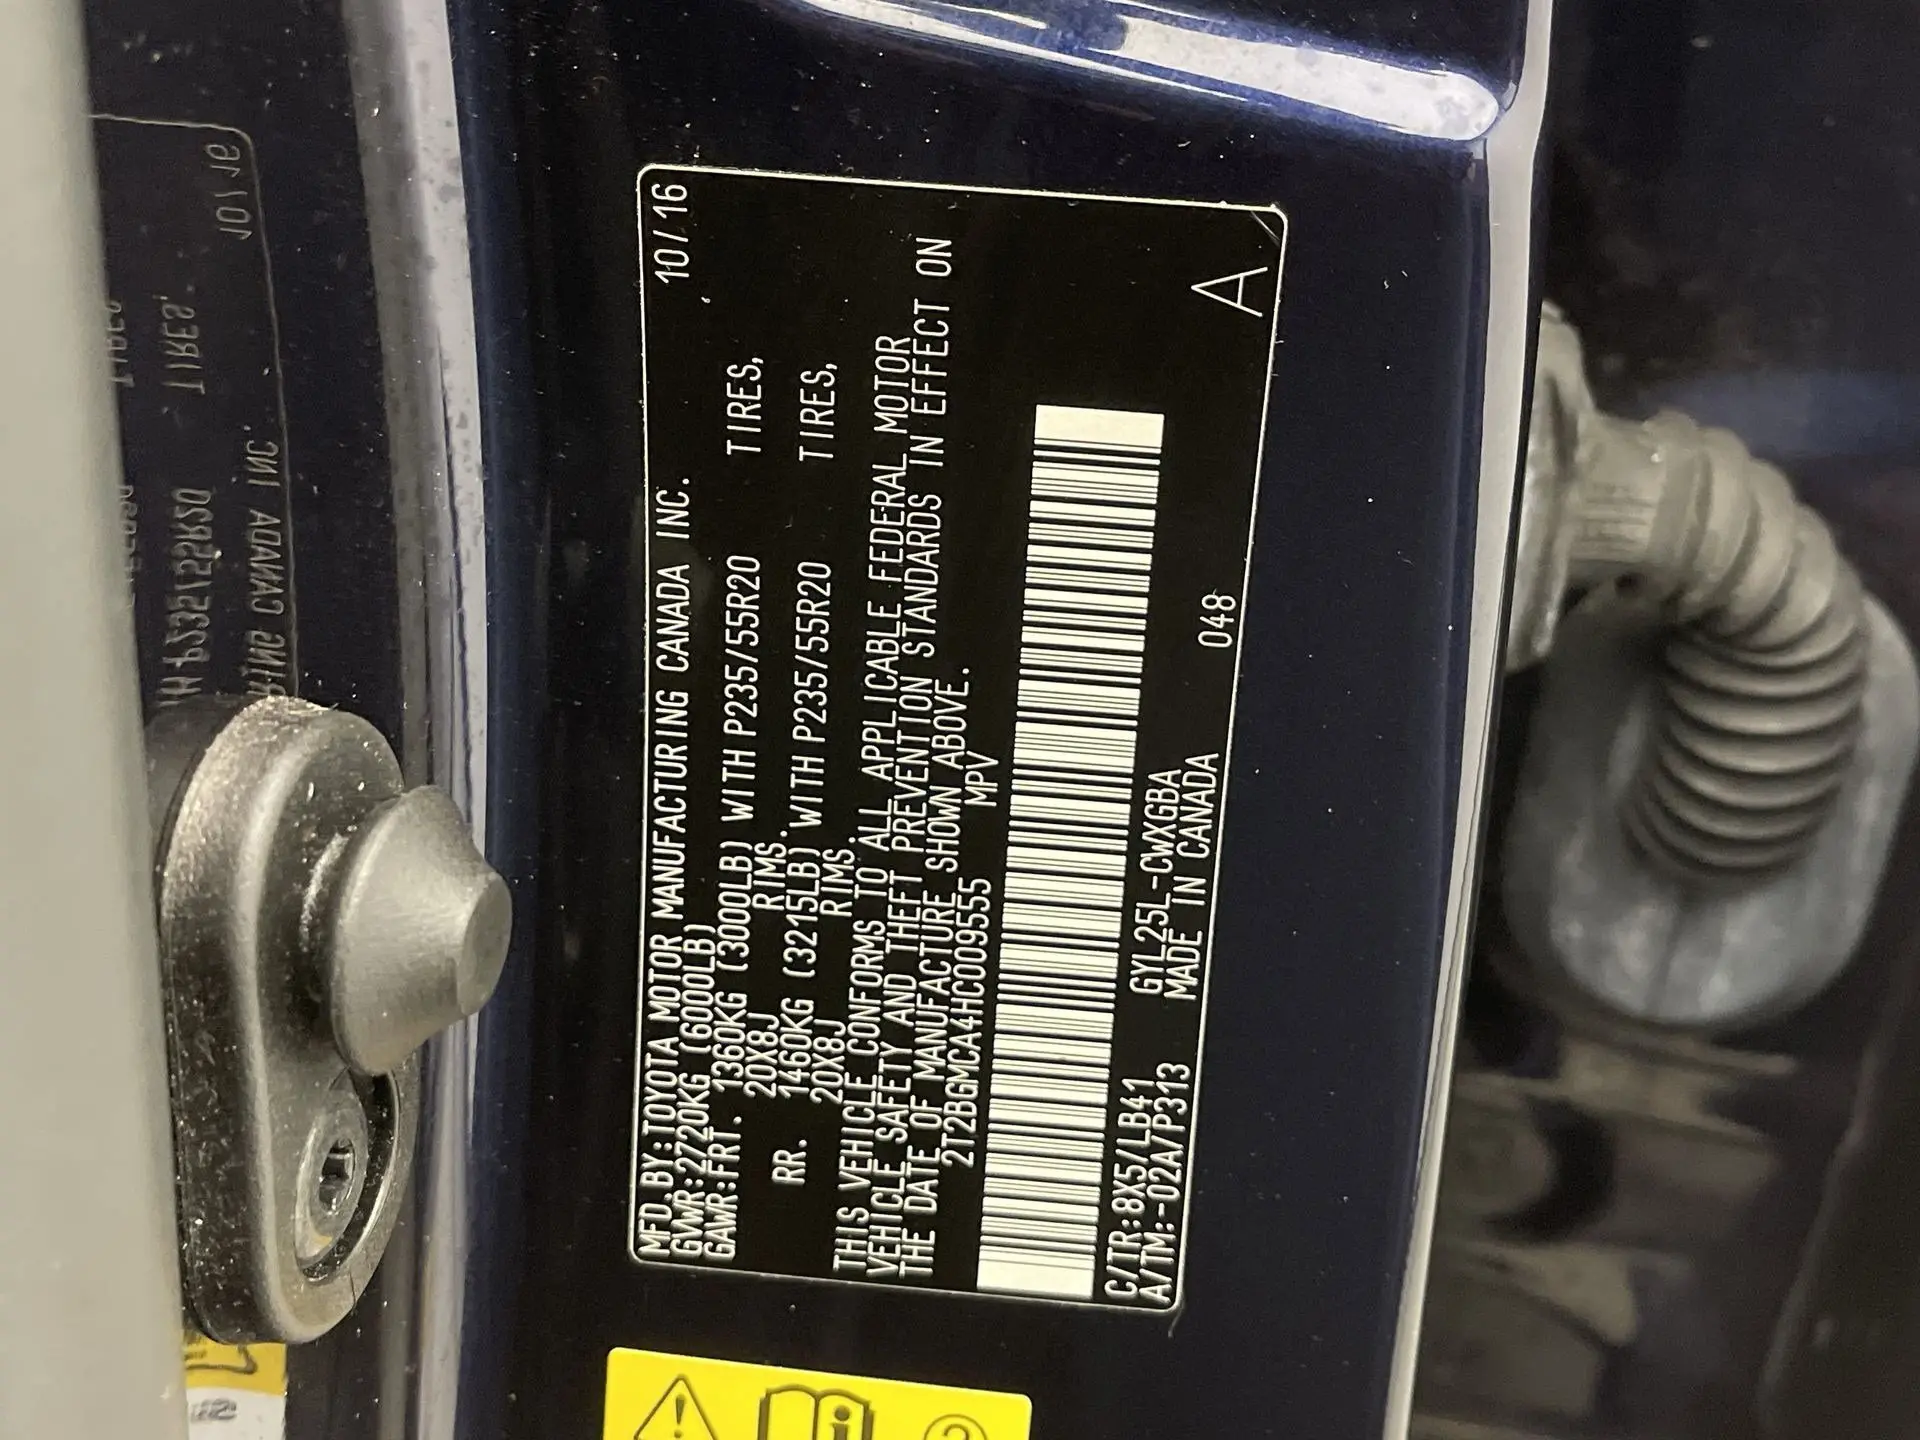 MFD.BY:TOYOTA MOTOR MANUFACTURING CANADA INC. 10/16
GVWR:2720KG (6000LB)
GAWR:FRT. 1360KG (3000LB) WITH P235/55R20 TIRES,
20X8J RIMS.
RR. 1460KG (3215LB) WITH P235/55R20 TIRES,
20X8J RIMS.
THIS VEHICLE CONFORMS TO ALL APPLICABLE FEDERAL MOTOR
VEHICLE SAFETY AND THEFT PREVENTION STANDARDS IN EFFECT ON
THE DATE OF MANUFACTURE SHOWN ABOVE.
2T2BGMCA4HC009555 MPV
C/TR:8X5/LB41 GYL25L-CWXGBA
A/TM:-02A/P313 MADE IN CANADA 048 A